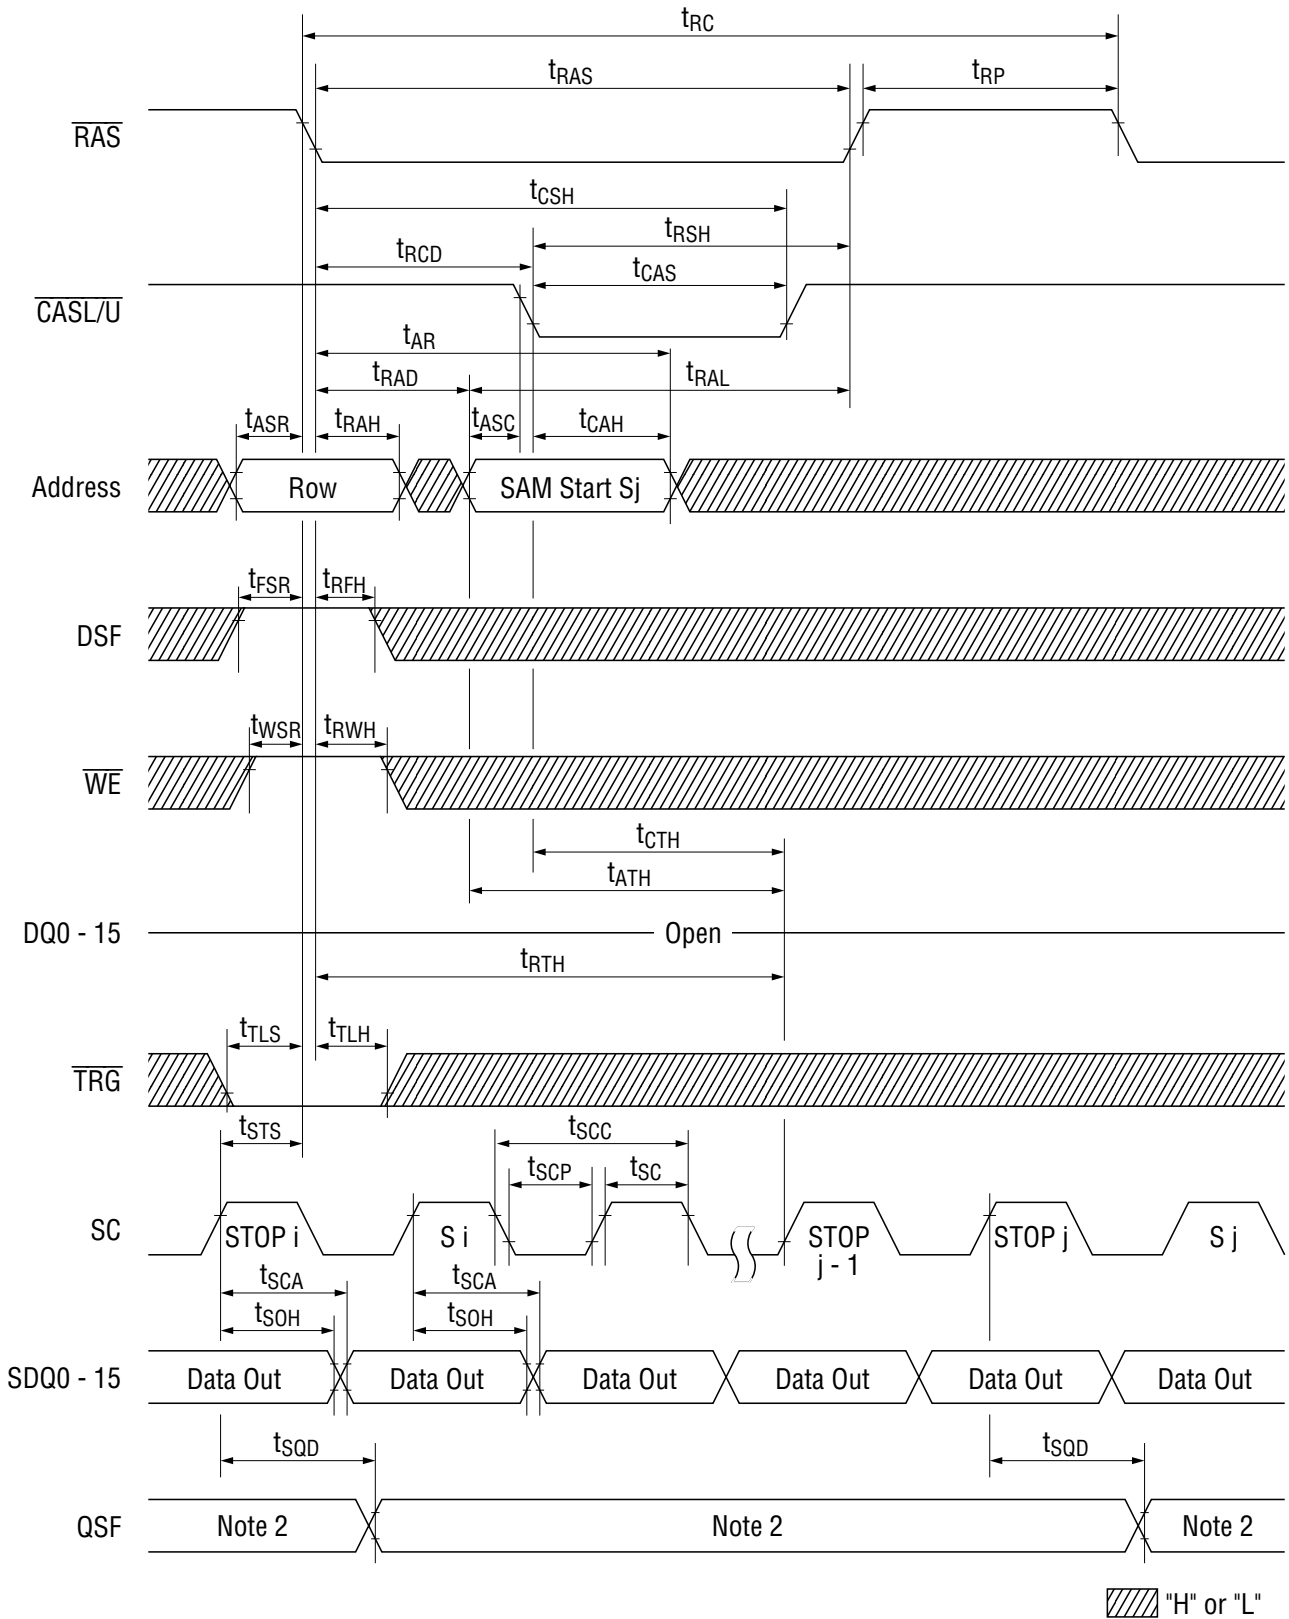 tRC
tRAS
tRP
RAS
tCSH
tRSH
tRCD
tCAS
CASL/U
tAR
tRAD
tRAL
tASR
tRAH
tASC
tCAH
Address
Row
SAM Start Sj
tFSR
tRFH
DSF
tWSR
tRWH
WE
tCTH
tATH
DQ0 - 15
Open
tRTH
tTLS
tTLH
TRG
tSTS
tSCC
tSCP
tSC
SC
STOP i
S i
STOP
j - 1
STOP j
S j
tSCA
tSCA
tSOH
tSOH
SDQ0 - 15
Data Out
Data Out
Data Out
Data Out
Data Out
Data Out
tSQD
tSQD
QSF
Note 2
Note 2
Note 2
"H" or "L"